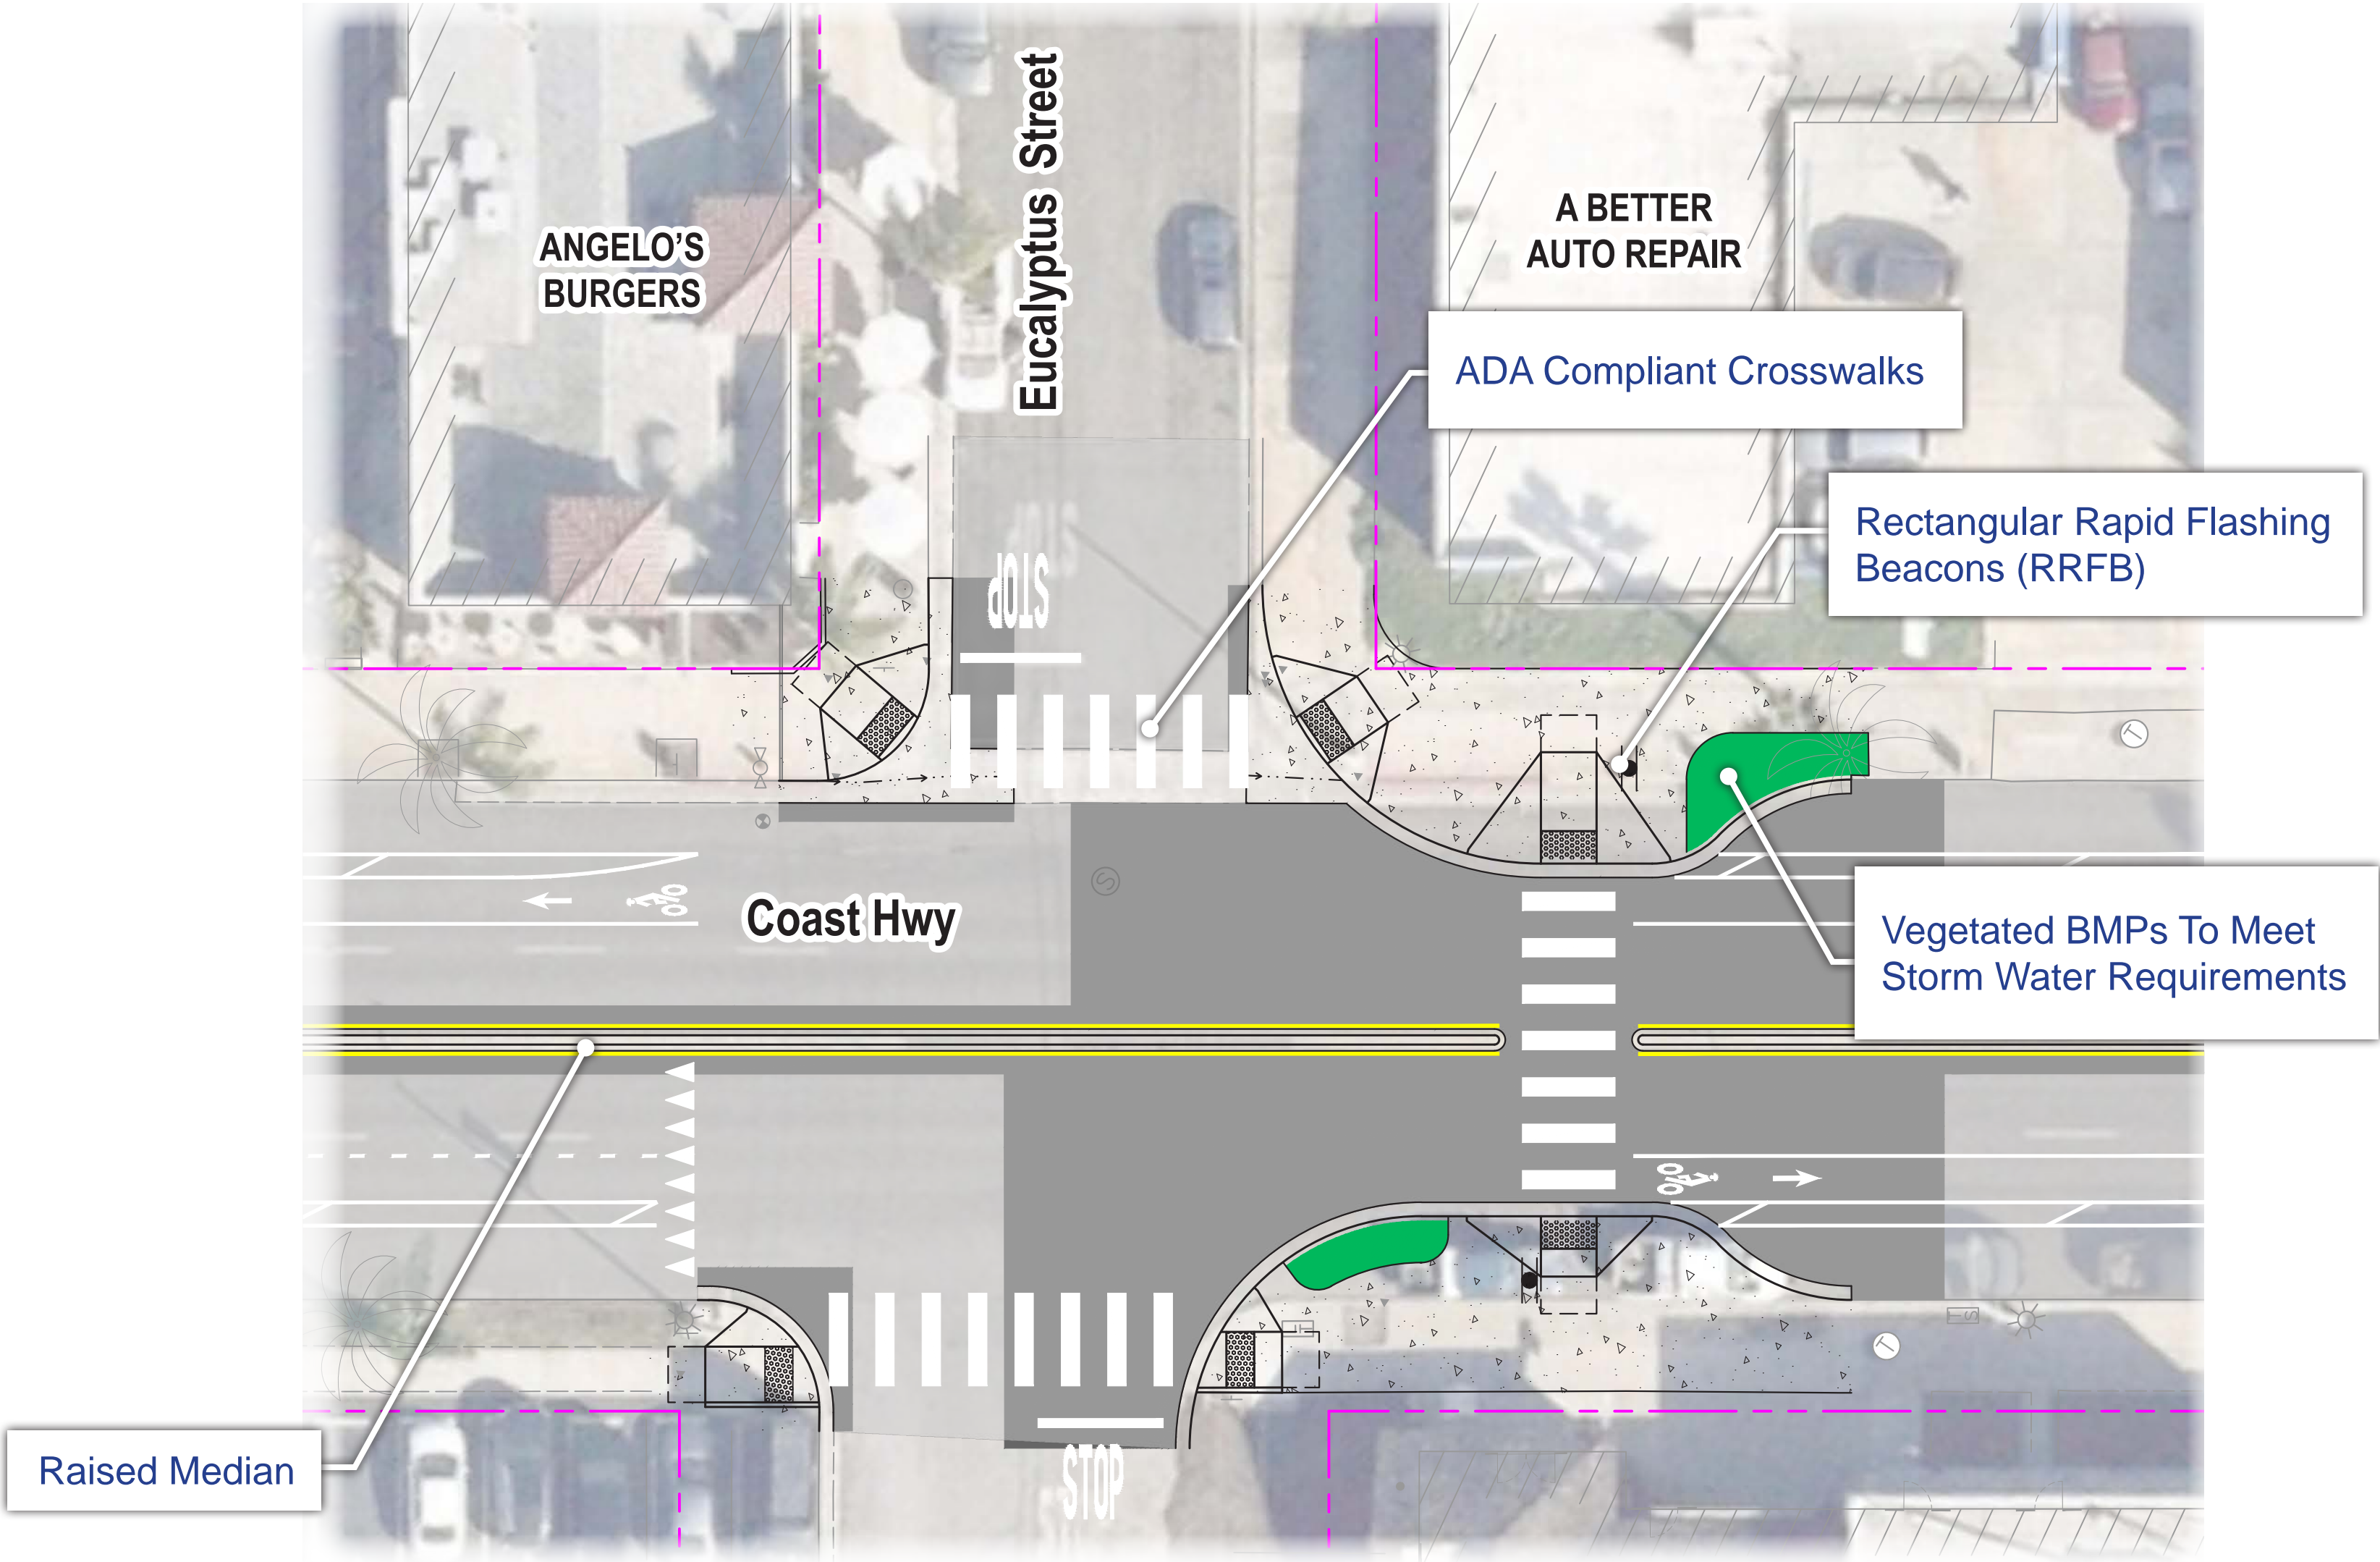 Eucalyptus Street
ANGELO'S
BURGERS
A BETTER
AUTO REPAIR
ADA Compliant Crosswalks
Rectangular Rapid Flashing
Beacons (RRFB)
STOP
T
T
Coast Hwy
S
Vegetated BMPs To Meet
Storm Water Requirements
T
TS
T
Raised Median
STOP